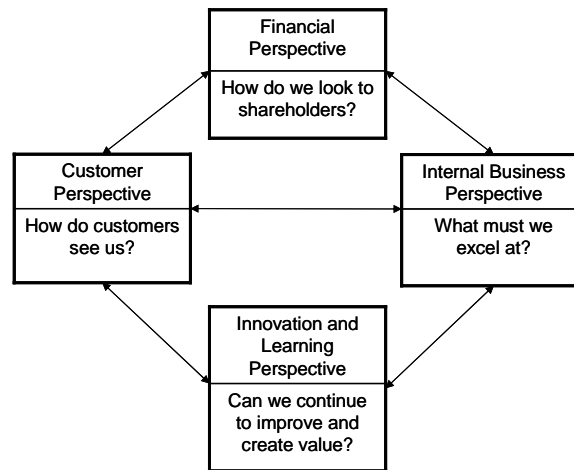 Financial
Perspective
How do we look to
shareholders?
Customer
Perspective
How do customers
see us?
Internal Business
Perspective
What must we
excel at?
Innovation and
Learning
Perspective
Can we continue
to improve and
create value?